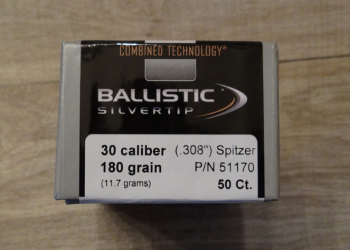 COMBINED TECHNOLOGY®
BALLISTIC
SILVERTIP
30 caliber (.308") Spitzer
180 grain P/N 51170
(11.7 grams) 50 Ct.